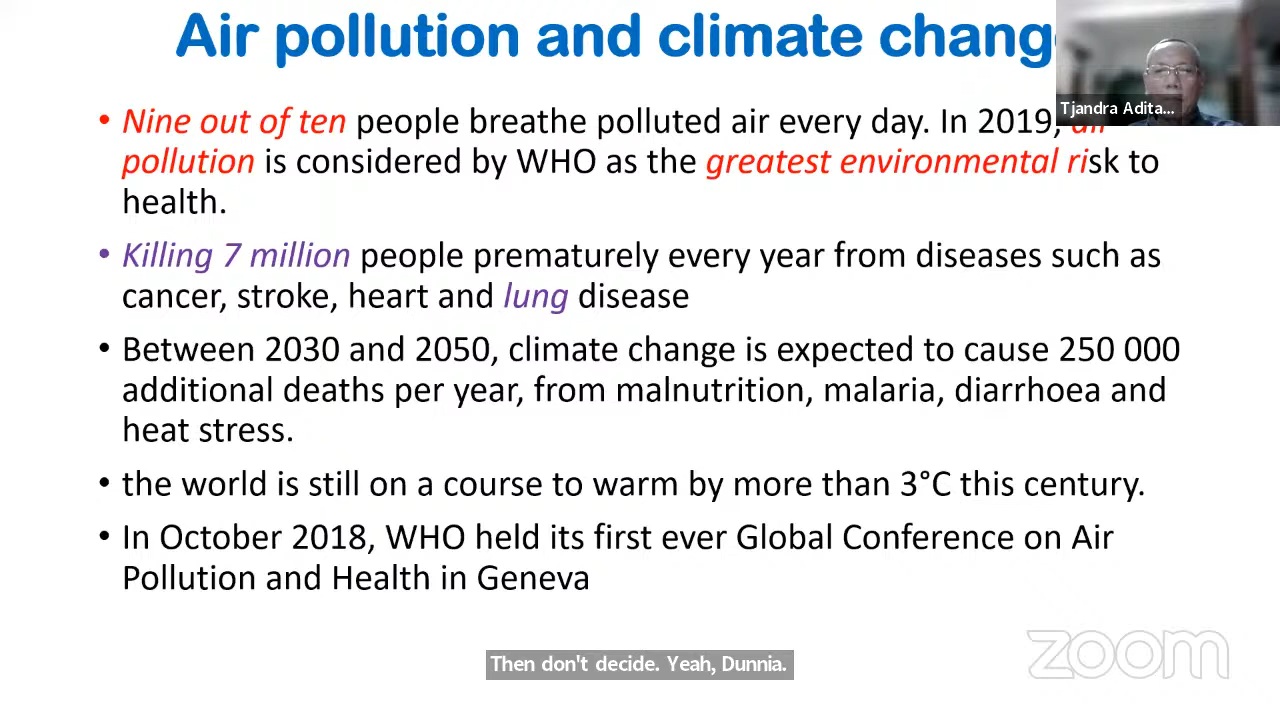 Air pollution and climate chang
Tjandra Adita...
• Nine out of ten people breathe polluted air every day. In 2019, air
pollution is considered by WHO as the greatest environmental risk to
health.
• Killing 7 million people prematurely every year from diseases such as
cancer, stroke, heart and lung disease
• Between 2030 and 2050, climate change is expected to cause 250 000
additional deaths per year, from malnutrition, malaria, diarrhoea and
heat stress.
• the world is still on a course to warm by more than 3°C this century.
• In October 2018, WHO held its first ever Global Conference on Air
Pollution and Health in Geneva
zoom
Then don't decide. Yeah, Dunnia.